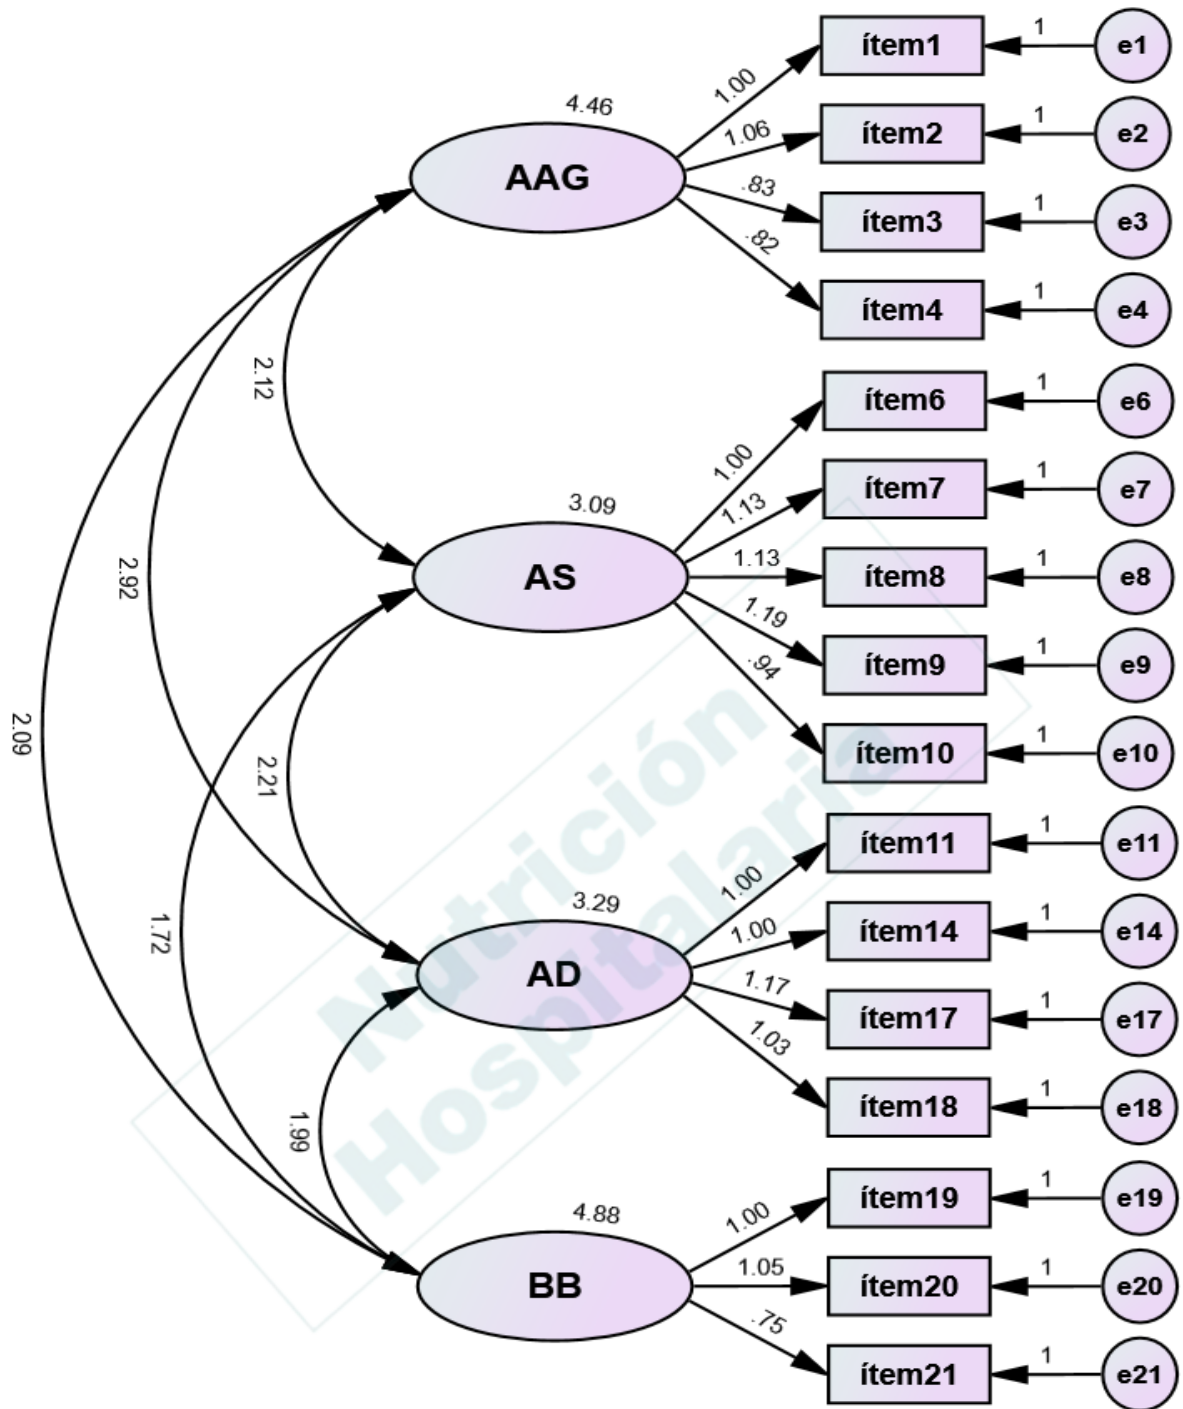 4.46
AAG
1.00
1.06
.83
.82
ítem1
1
e1
ítem2
1
e2
ítem3
1
e3
ítem4
1
e4
2.12
2.92
2.09
3.09
AS
1.00
1.13
1.13
1.19
.94
ítem6
1
e6
ítem7
1
e7
ítem8
1
e8
ítem9
1
e9
ítem10
1
e10
2.21
1.72
3.29
AD
1.00
1.00
1.17
1.03
ítem11
1
e11
ítem14
1
e14
ítem17
1
e17
ítem18
1
e18
1.99
4.88
BB
1.00
1.05
.75
ítem19
1
e19
ítem20
1
e20
ítem21
1
e21
Nutrición
Hospitalaria